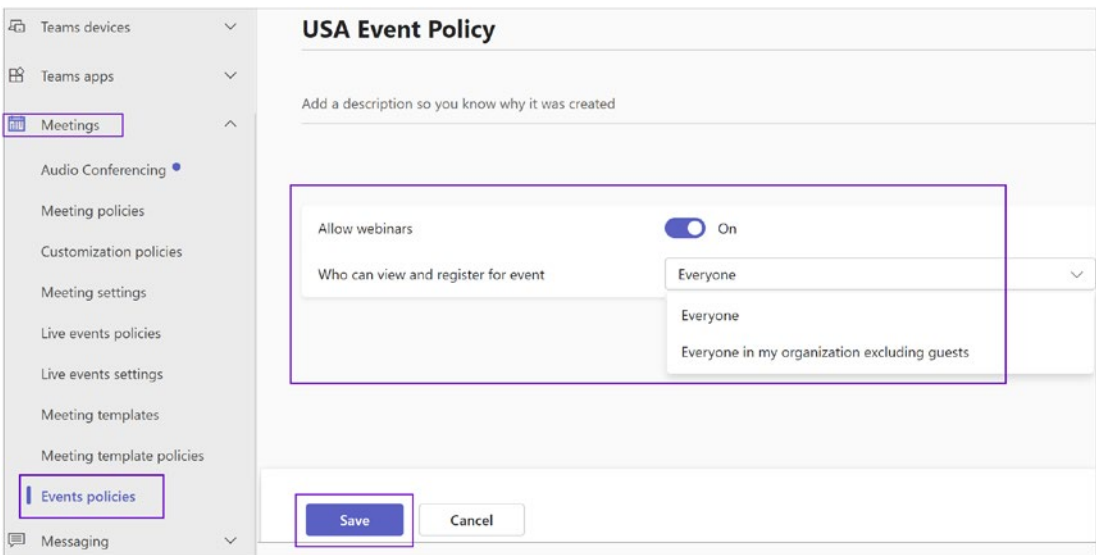 Teams devices
Teams apps
Meetings
Audio Conferencing
Meeting policies
Customization policies
Meeting settings
Live events policies
Live events settings
Meeting templates
Meeting template policies
Events policies
Messaging
USA Event Policy
Add a description so you know why it was created
Allow webinars On
Who can view and register for event Everyone
Everyone
Everyone in my organization excluding guests
Save Cancel